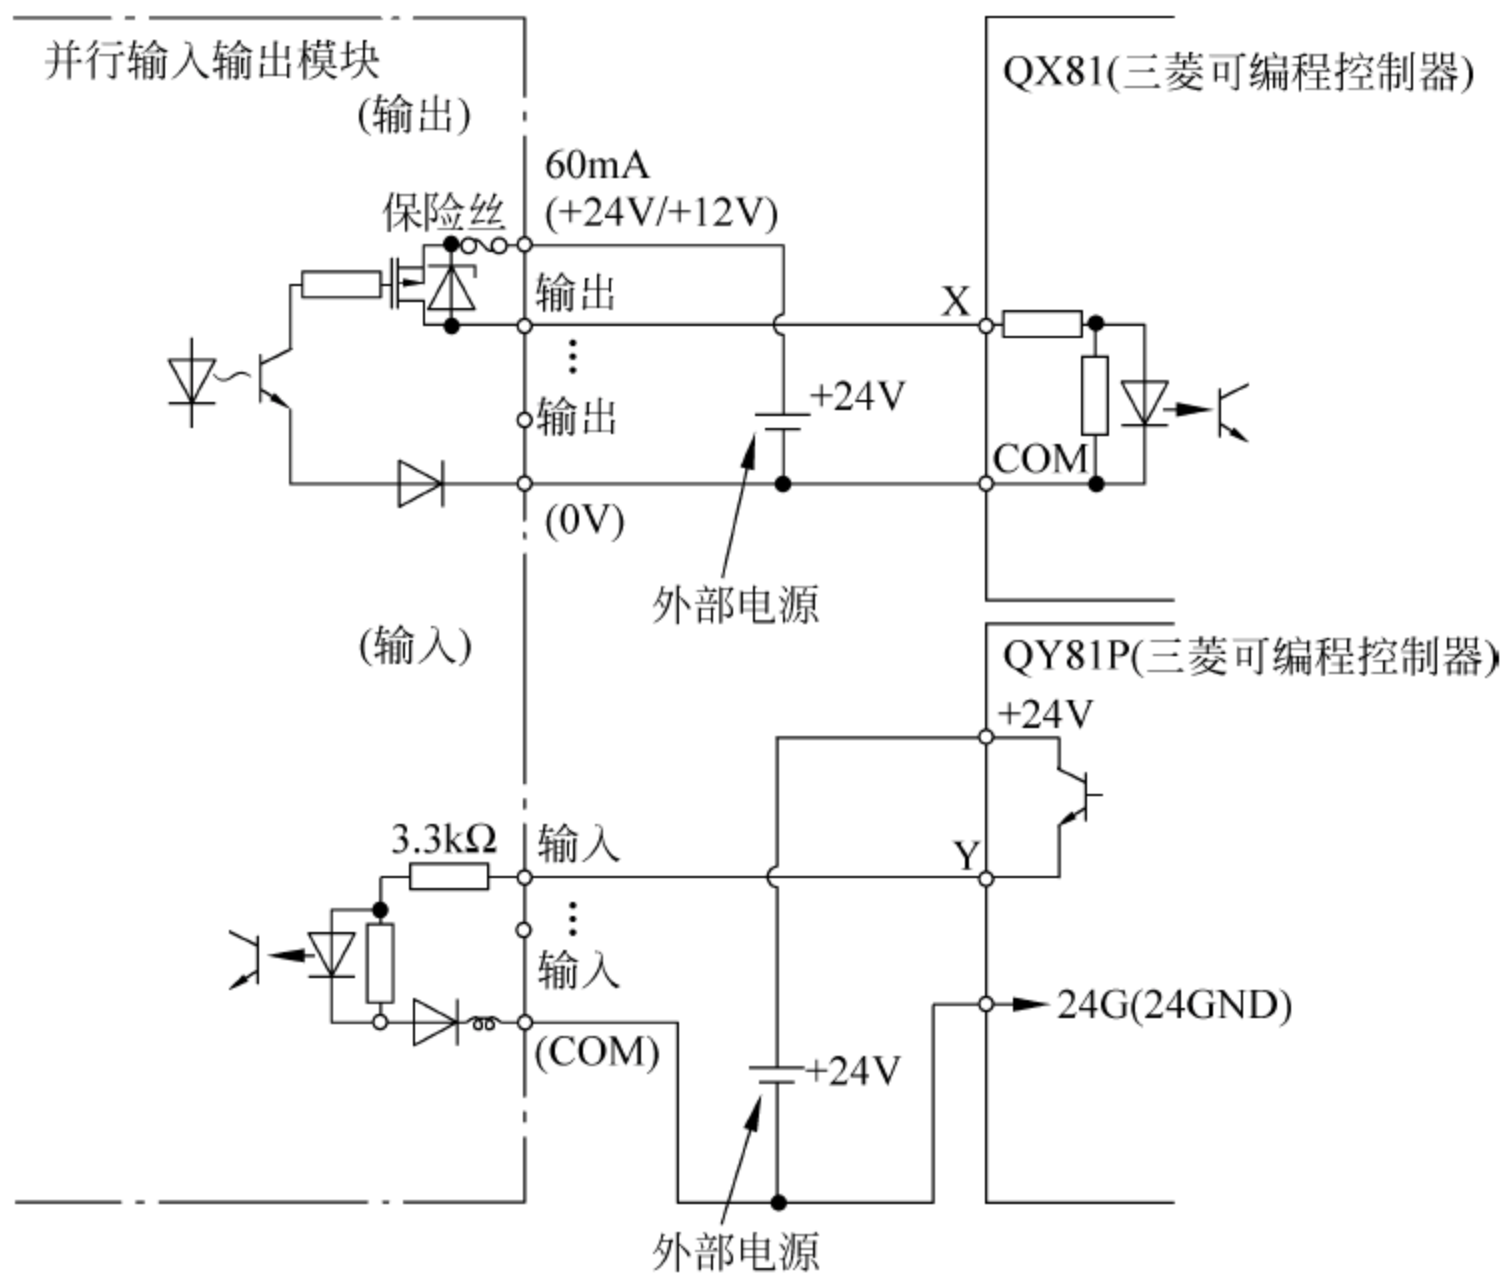 并行输入输出模块
(输出)
保险丝
60mA
(+24V/+12V)
输出
输出
(0V)
+24V
外部电源
QX81(三菱可编程控制器)
X
COM
(输入)
3.3kΩ
输入
输入
(COM)
+24V
外部电源
QY81P(三菱可编程控制器)
+24V
Y
24G(24GND)